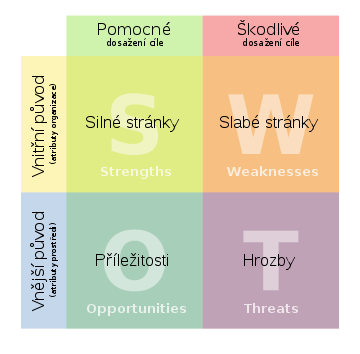 Pomocné
dosažení cíle
Škodlivé
dosažení cíle
Vnitřní původ
(atributy organizace)
S
Silné stránky
Strengths
W
Slabé stránky
Weaknesses
Vnější původ
(atributy prostředí)
O
Příležitosti
Opportunities
T
Hrozby
Threats